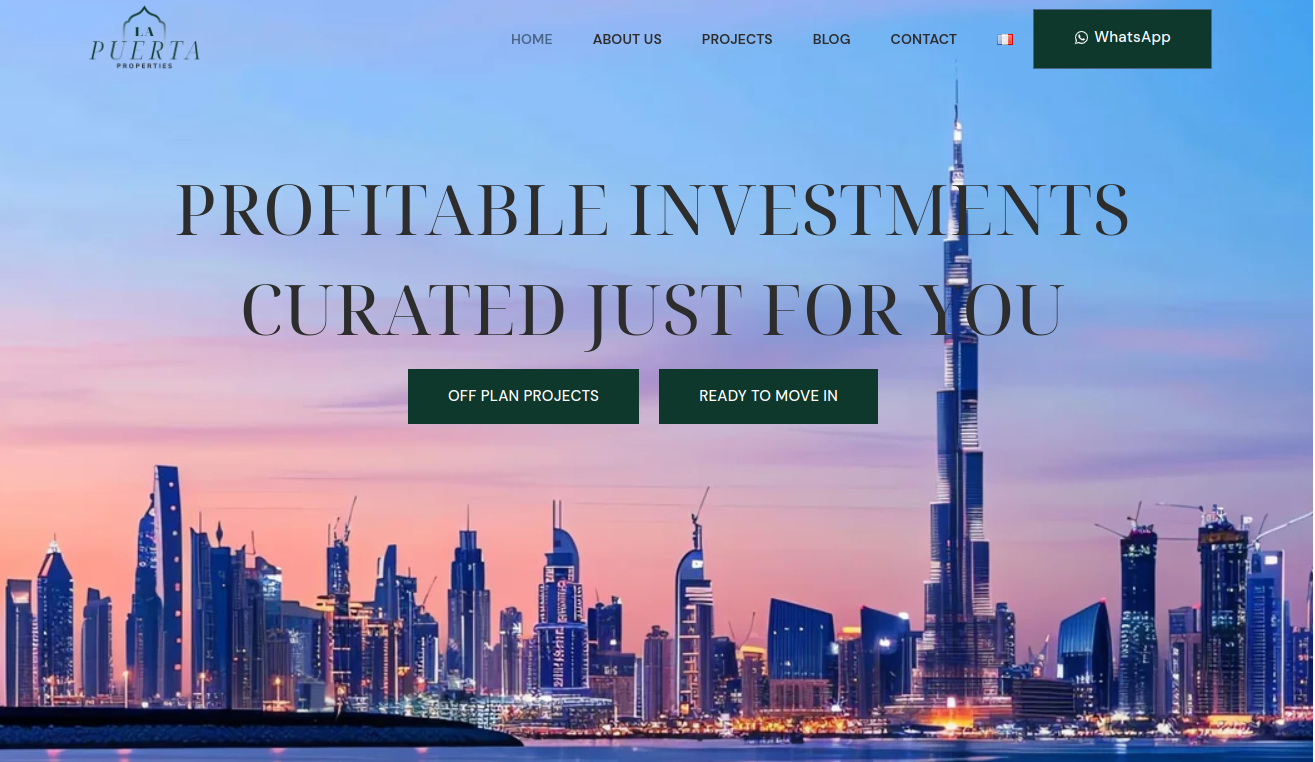 LA
PUERTA
PROPERTIES
HOME ABOUT US PROJECTS BLOG CONTACT WhatsApp
PROFITABLE INVESTMENTS
CURATED JUST FOR YOU
OFF PLAN PROJECTS READY TO MOVE IN